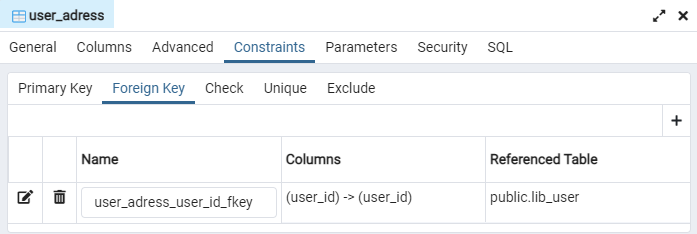 user_adress
General Columns Advanced Constraints Parameters Security SQL
Primary Key Foreign Key Check Unique Exclude
Name Columns Referenced Table
user_adress_user_id_fkey (user_id) -> (user_id) public.lib_user